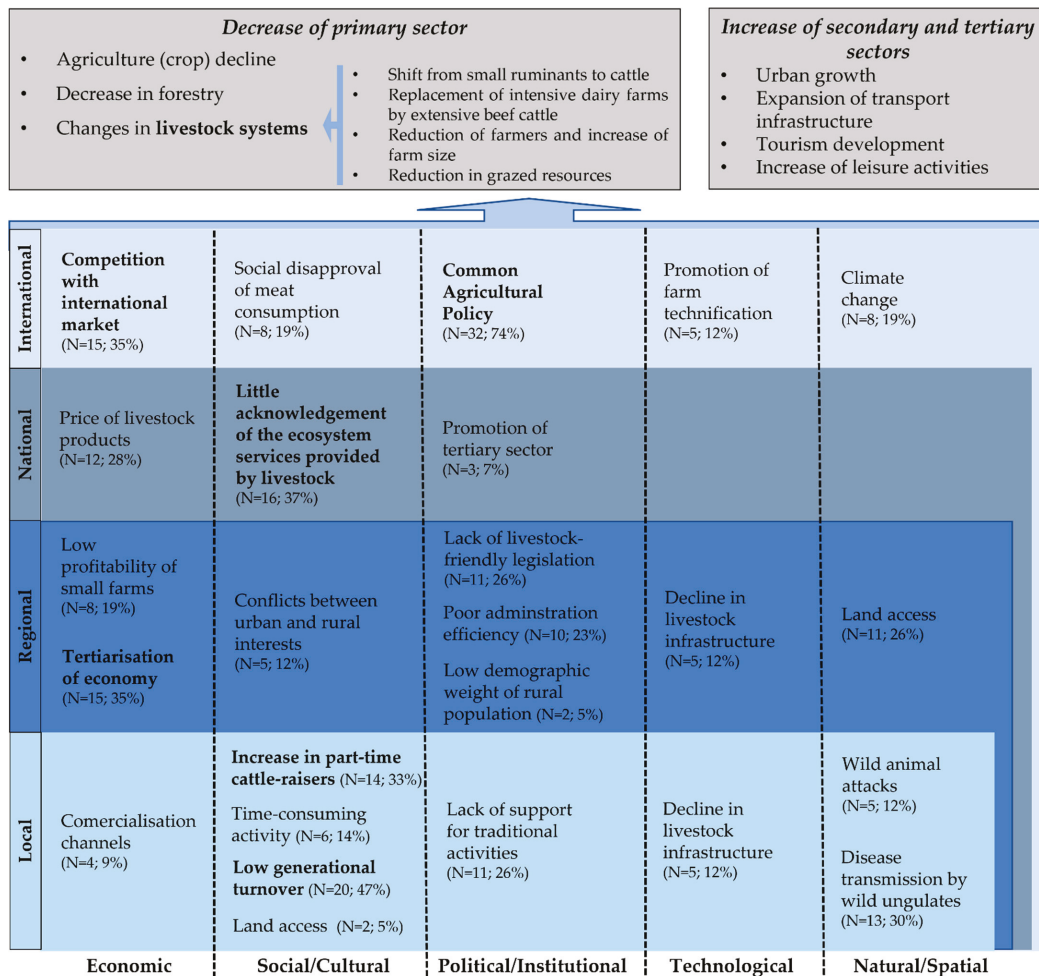 Decrease of primary sector
• Agriculture (crop) decline
• Decrease in forestry
• Changes in livestock systems
• Shift from small ruminants to cattle
• Replacement of intensive dairy farms
by extensive beef cattle
• Reduction of farmers and increase of
farm size
• Reduction in grazed resources
Increase of secondary and tertiary
sectors
• Urban growth
• Expansion of transport
infrastructure
• Tourism development
• Increase of leisure activities
International
Competition
with
international
market
(N=15; 35%)
Social disapproval
of meat
consumption
(N=8; 19%)
Common
Agricultural
Policy
(N=32; 74%)
Promotion of
farm
technification
(N=5; 12%)
Climate
change
(N=8; 19%)
National
Price of livestock
products
(N=12; 28%)
Little
acknowledgement
of the ecosystem
services provided
by livestock
(N=16; 37%)
Promotion of
tertiary sector
(N=3; 7%)
Regional
Low
profitability of
small farms
(N=8; 19%)
Tertiarisation
of economy
(N=15; 35%)
Conflicts between
urban and rural
interests
(N=5; 12%)
Lack of livestock-
friendly legislation
(N=11; 26%)
Poor adminstration
efficiency (N=10; 23%)
Low demographic
weight of rural
population (N=2; 5%)
Decline in
livestock
infrastructure
(N=5; 12%)
Land access
(N=11; 26%)
Local
Comercialisation
channels
(N=4; 9%)
Increase in part-time
cattle-raisers (N=14; 33%)
Time-consuming
activity (N=6; 14%)
Low generational
turnover (N=20; 47%)
Land access (N=2; 5%)
Lack of support
for traditional
activities
(N=11; 26%)
Decline in
livestock
infrastructure
(N=5; 12%)
Wild animal
attacks
(N=5; 12%)
Disease
transmission by
wild ungulates
(N=13; 30%)
Economic
Social/Cultural
Political/Institutional
Technological
Natural/Spatial